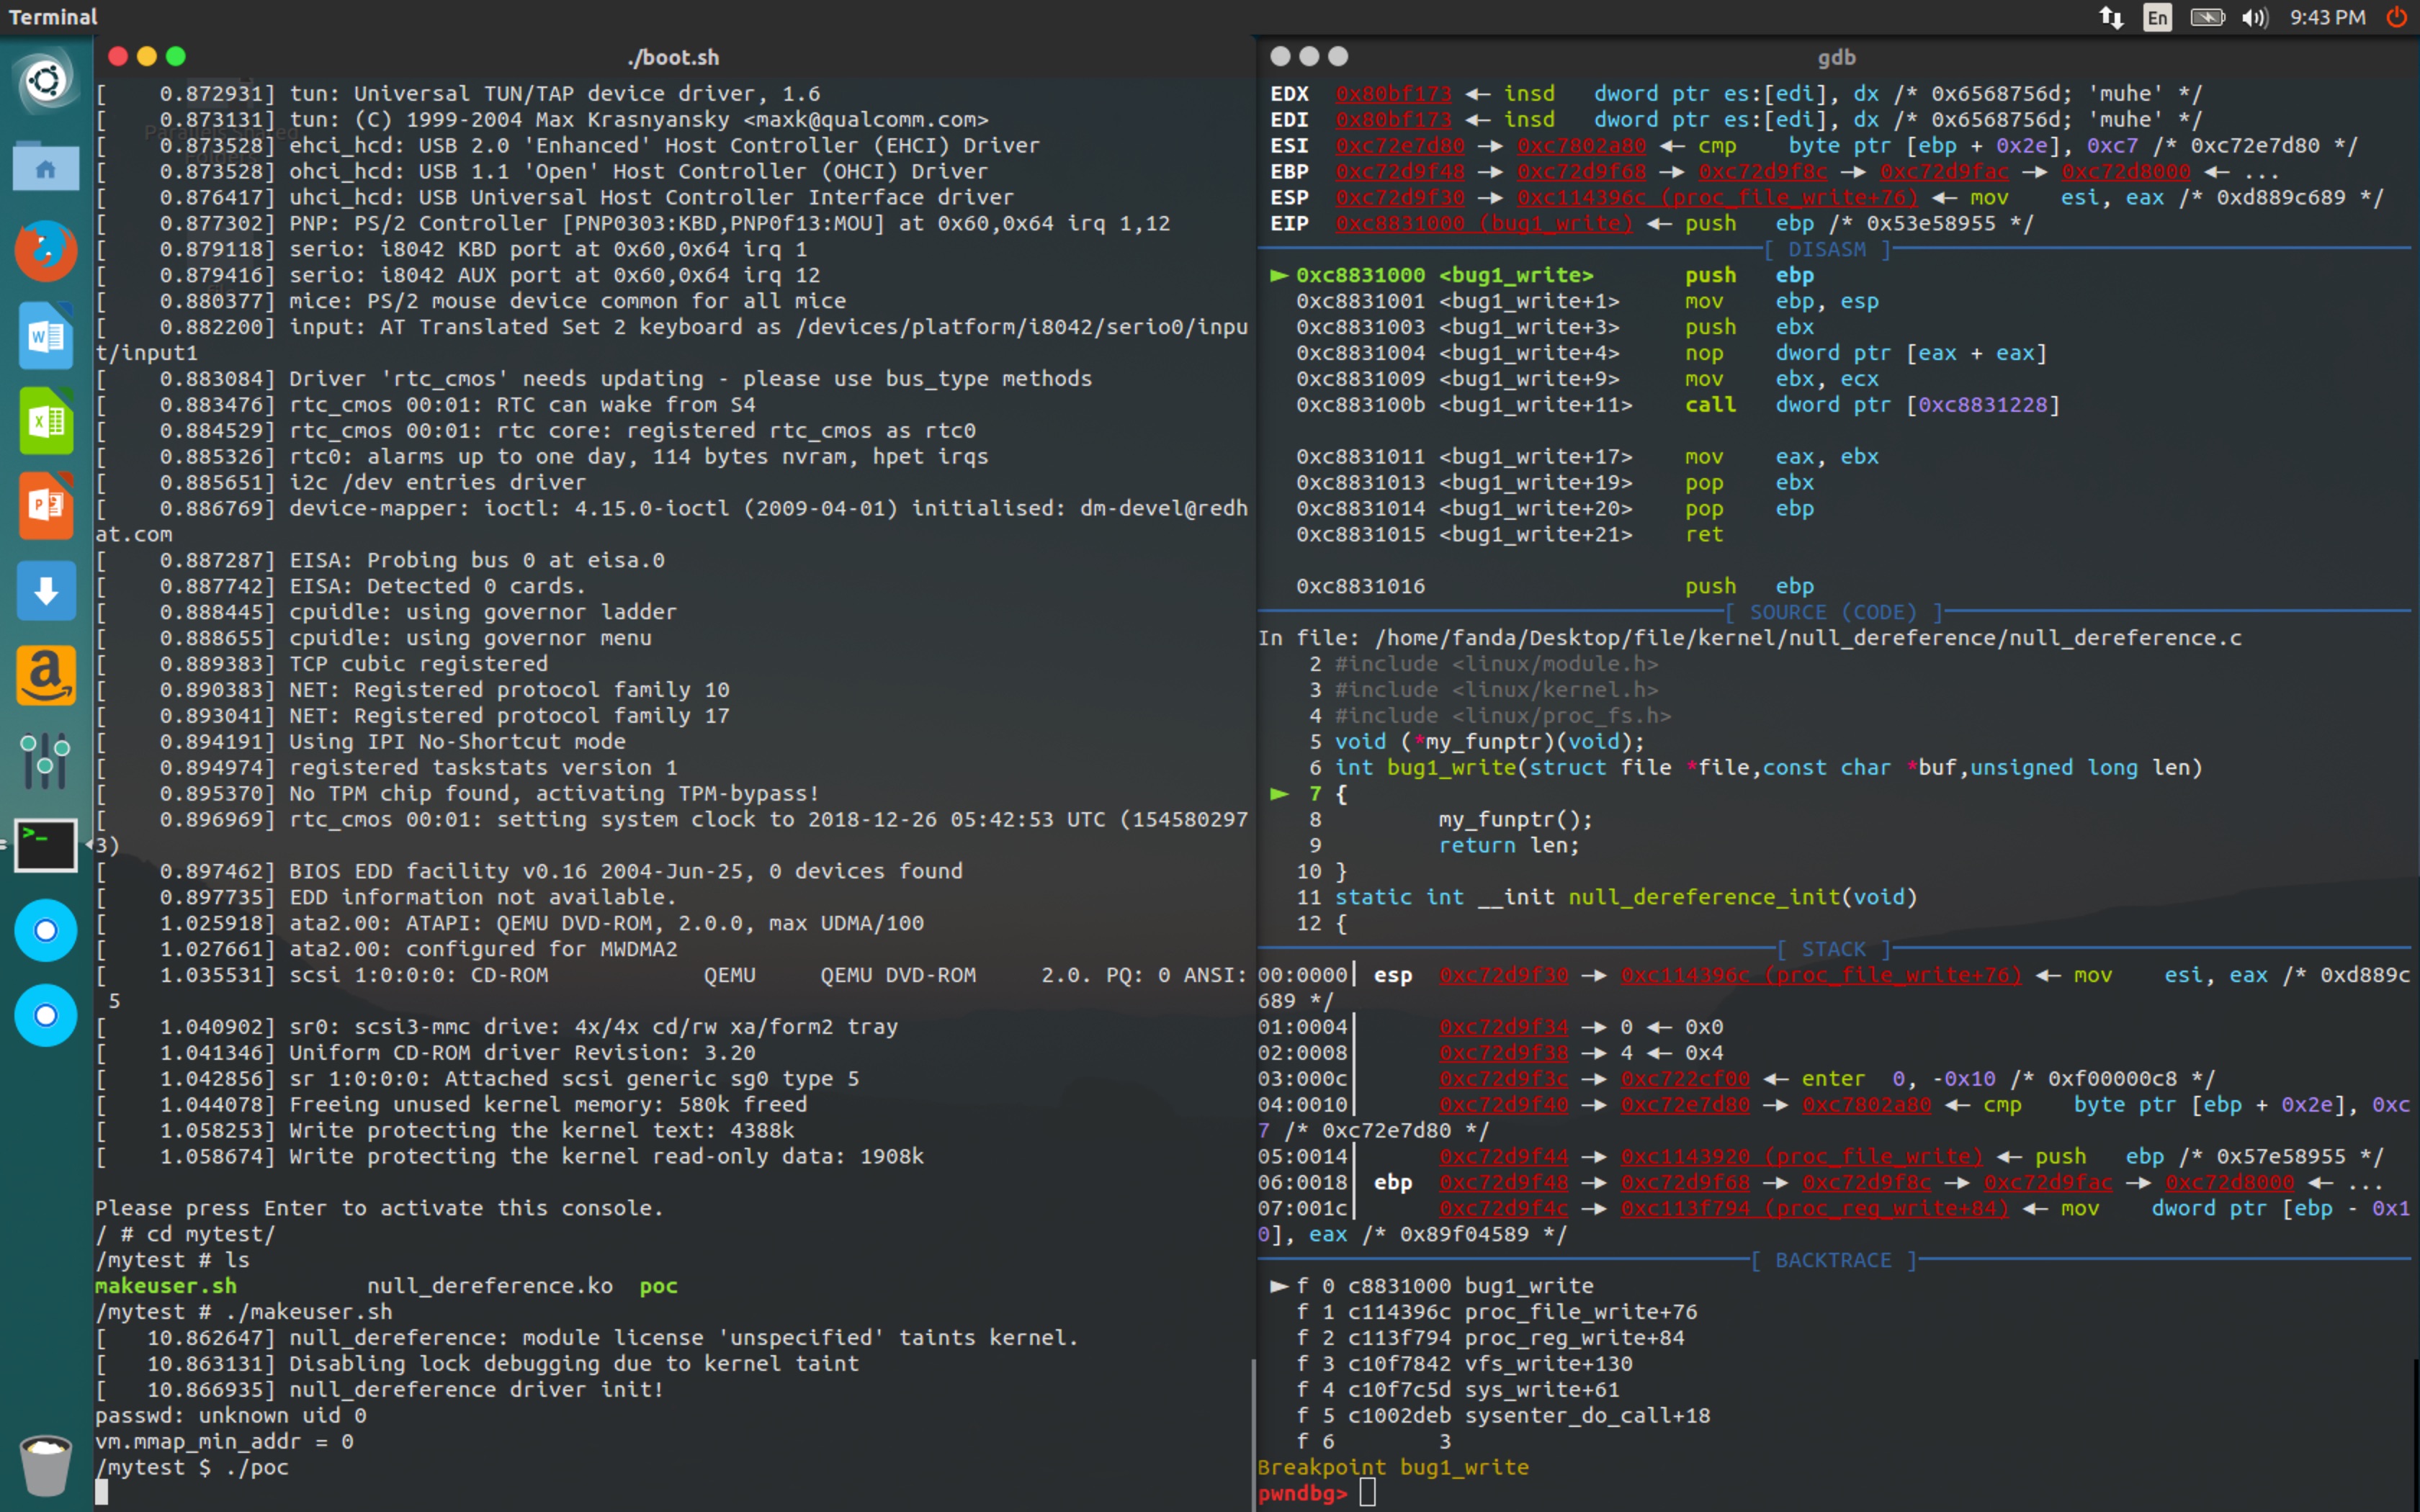 Terminal
En
9:43 PM
./boot.sh
[    0.872931] tun: Universal TUN/TAP device driver, 1.6
[    0.873131] tun: (C) 1999-2004 Max Krasnyansky <maxk@qualcomm.com>
[    0.873528] ehci_hcd: USB 2.0 'Enhanced' Host Controller (EHCI) Driver
[    0.873528] ohci_hcd: USB 1.1 'Open' Host Controller (OHCI) Driver
[    0.876417] uhci_hcd: USB Universal Host Controller Interface driver
[    0.877302] PNP: PS/2 Controller [PNP0303:KBD,PNP0f13:MOU] at 0x60,0x64 irq 1,12
[    0.879118] serio: i8042 KBD port at 0x60,0x64 irq 1
[    0.879416] serio: i8042 AUX port at 0x60,0x64 irq 12
[    0.880377] mice: PS/2 mouse device common for all mice
[    0.882200] input: AT Translated Set 2 keyboard as /devices/platform/i8042/serio0/inpu
t/input1
[    0.883084] Driver 'rtc_cmos' needs updating - please use bus_type methods
[    0.883476] rtc_cmos 00:01: RTC can wake from S4
[    0.884529] rtc_cmos 00:01: rtc core: registered rtc_cmos as rtc0
[    0.885326] rtc0: alarms up to one day, 114 bytes nvram, hpet irqs
[    0.885651] i2c /dev entries driver
[    0.886769] device-mapper: ioctl: 4.15.0-ioctl (2009-04-01) initialised: dm-devel@redh
at.com
[    0.887287] EISA: Probing bus 0 at eisa.0
[    0.887742] EISA: Detected 0 cards.
[    0.888445] cpuidle: using governor ladder
[    0.888655] cpuidle: using governor menu
[    0.889383] TCP cubic registered
[    0.890383] NET: Registered protocol family 10
[    0.893041] NET: Registered protocol family 17
[    0.894191] Using IPI No-Shortcut mode
[    0.894974] registered taskstats version 1
[    0.895370] No TPM chip found, activating TPM-bypass!
[    0.896969] rtc_cmos 00:01: setting system clock to 2018-12-26 05:42:53 UTC (154580297
3)
[    0.897462] BIOS EDD facility v0.16 2004-Jun-25, 0 devices found
[    0.897735] EDD information not available.
[    1.025918] ata2.00: ATAPI: QEMU DVD-ROM, 2.0.0, max UDMA/100
[    1.027661] ata2.00: configured for MWDMA2
[    1.035531] scsi 1:0:0:0: CD-ROM            QEMU     QEMU DVD-ROM     2.0. PQ: 0 ANSI:
 5
[    1.040902] sr0: scsi3-mmc drive: 4x/4x cd/rw xa/form2 tray
[    1.041346] Uniform CD-ROM driver Revision: 3.20
[    1.042856] sr 1:0:0:0: Attached scsi generic sg0 type 5
[    1.044078] Freeing unused kernel memory: 580k freed
[    1.058253] Write protecting the kernel text: 4388k
[    1.058674] Write protecting the kernel read-only data: 1908k
Please press Enter to activate this console.
/ # cd mytest/
/mytest # ls
makeuser.sh          null_dereference.ko  poc
/mytest # ./makeuser.sh
[   10.862647] null_dereference: module license 'unspecified' taints kernel.
[   10.863131] Disabling lock debugging due to kernel taint
[   10.866935] null_dereference driver init!
passwd: unknown uid 0
vm.mmap_min_addr = 0
/mytest $ ./poc
gdb
EDX  0x80bf173 ◂— insd   dword ptr es:[edi], dx /* 0x6568756d; 'muhe' */
EDI  0x80bf173 ◂— insd   dword ptr es:[edi], dx /* 0x6568756d; 'muhe' */
ESI  0xc72e7d80 —▸ 0xc7802a80 ◂— cmp    byte ptr [ebp + 0x2e], 0xc7 /* 0xc72e7d80 */
EBP  0xc72d9f48 —▸ 0xc72d9f68 —▸ 0xc72d9f8c —▸ 0xc72d9fac —▸ 0xc72d8000 ◂— ...
ESP  0xc72d9f30 —▸ 0xc114396c (proc_file_write+76) ◂— mov    esi, eax /* 0xd889c689 */
EIP  0xc8831000 (bug1_write) ◂— push   ebp /* 0x53e58955 */
[ DISASM ]
► 0xc8831000 <bug1_write>       push   ebp
0xc8831001 <bug1_write+1>     mov    ebp, esp
0xc8831003 <bug1_write+3>     push   ebx
0xc8831004 <bug1_write+4>     nop    dword ptr [eax + eax]
0xc8831009 <bug1_write+9>     mov    ebx, ecx
0xc883100b <bug1_write+11>    call   dword ptr [0xc8831228]
0xc8831011 <bug1_write+17>    mov    eax, ebx
0xc8831013 <bug1_write+19>    pop    ebx
0xc8831014 <bug1_write+20>    pop    ebp
0xc8831015 <bug1_write+21>    ret
0xc8831016                    push   ebp
[ SOURCE (CODE) ]
In file: /home/fanda/Desktop/file/kernel/null_dereference/null_dereference.c
2 #include <linux/module.h>
3 #include <linux/kernel.h>
4 #include <linux/proc_fs.h>
5 void (*my_funptr)(void);
6 int bug1_write(struct file *file,const char *buf,unsigned long len)
► 7 {
8         my_funptr();
9         return len;
10 }
11 static int __init null_dereference_init(void)
12 {
[ STACK ]
00:0000│ esp  0xc72d9f30 —▸ 0xc114396c (proc_file_write+76) ◂— mov    esi, eax /* 0xd889c
689 */
01:0004│      0xc72d9f34 —▸ 0 ◂— 0x0
02:0008│      0xc72d9f38 —▸ 4 ◂— 0x4
03:000c│      0xc72d9f3c —▸ 0xc722cf00 ◂— enter  0, -0x10 /* 0xf00000c8 */
04:0010│      0xc72d9f40 —▸ 0xc72e7d80 —▸ 0xc7802a80 ◂— cmp    byte ptr [ebp + 0x2e], 0xc
7 /* 0xc72e7d80 */
05:0014│      0xc72d9f44 —▸ 0xc1143920 (proc_file_write) ◂— push   ebp /* 0x57e58955 */
06:0018│ ebp  0xc72d9f48 —▸ 0xc72d9f68 —▸ 0xc72d9f8c —▸ 0xc72d9fac —▸ 0xc72d8000 ◂— ...
07:001c│      0xc72d9f4c —▸ 0xc113f794 (proc_reg_write+84) ◂— mov    dword ptr [ebp - 0x1
0], eax /* 0x89f04589 */
[ BACKTRACE ]
► f 0 c8831000 bug1_write
f 1 c114396c proc_file_write+76
f 2 c113f794 proc_reg_write+84
f 3 c10f7842 vfs_write+130
f 4 c10f7c5d sys_write+61
f 5 c1002deb sysenter_do_call+18
f 6        3
Breakpoint bug1_write
pwndbg>